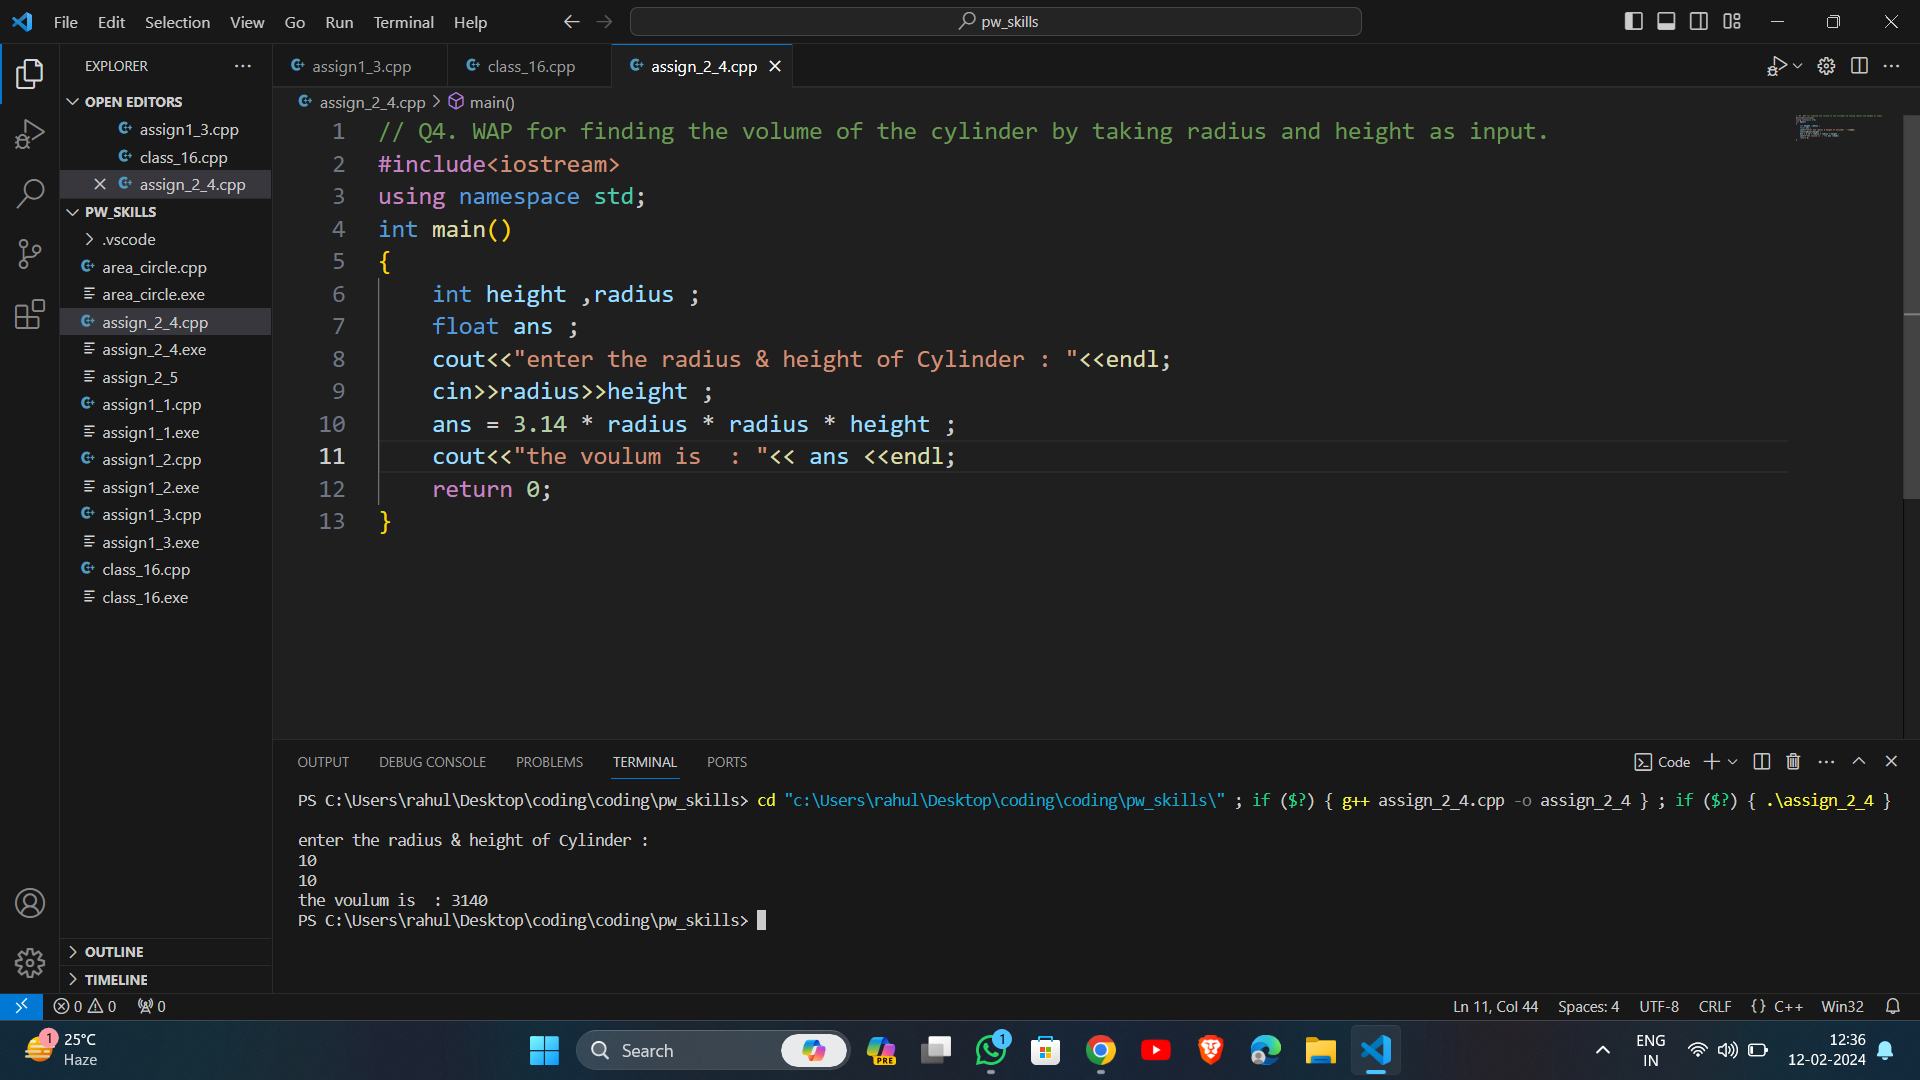 File Edit Selection View Go Run Terminal Help
pw_skills
EXPLORER
OPEN EDITORS
assign1_3.cpp
class_16.cpp
assign_2_4.cpp
PW_SKILLS
.vscode
area_circle.cpp
area_circle.exe
assign_2_4.cpp
assign_2_4.exe
assign_2_5
assign1_1.cpp
assign1_1.exe
assign1_2.cpp
assign1_2.exe
assign1_3.cpp
assign1_3.exe
class_16.cpp
class_16.exe
OUTLINE
TIMELINE
assign1_3.cpp class_16.cpp assign_2_4.cpp
assign_2_4.cpp > main()
1 // Q4. WAP for finding the volume of the cylinder by taking radius and height as input.
2 #include<iostream>
3 using namespace std;
4 int main()
5 {
6 int height ,radius ;
7 float ans ;
8 cout<<"enter the radius & height of Cylinder : "<<endl;
9 cin>>radius>>height ;
10 ans = 3.14 * radius * radius * height ;
11 cout<<"the voulum is  : "<< ans <<endl;
12 return 0;
13 }
OUTPUT DEBUG CONSOLE PROBLEMS TERMINAL PORTS
Code
PS C:\Users\rahul\Desktop\coding\coding\pw_skills> cd "c:\Users\rahul\Desktop\coding\coding\pw_skills\" ; if ($?) { g++ assign_2_4.cpp -o assign_2_4 } ; if ($?) { .\assign_2_4 }
enter the radius & height of Cylinder :
10
10
the voulum is  : 3140
PS C:\Users\rahul\Desktop\coding\coding\pw_skills>
0 0 0
Ln 11, Col 44 Spaces: 4 UTF-8 CRLF {} C++ Win32
1
25°C
Haze
Search
PRE
1
ENG
IN
12:36
12-02-2024